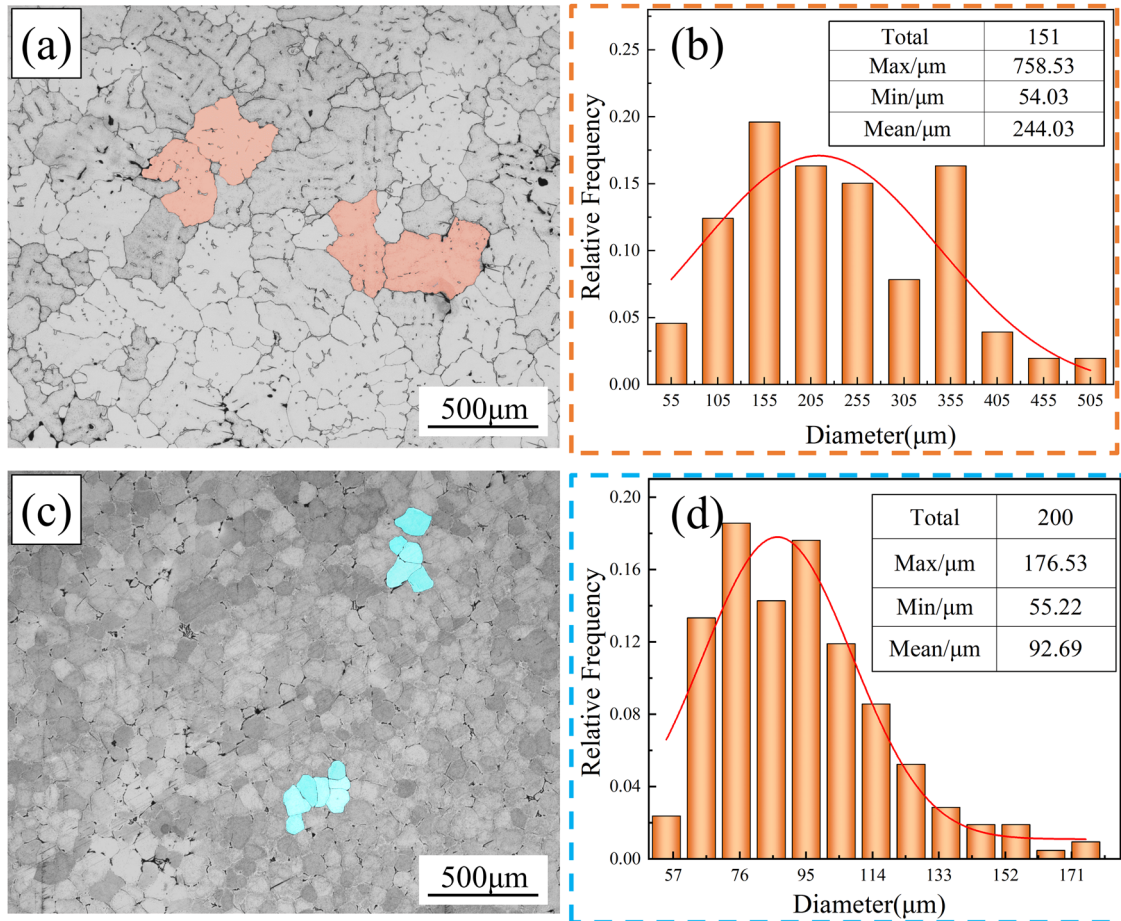 (a)
500μm
(b)
Total 151
Max/μm 758.53
Min/μm 54.03
Mean/μm 244.03
Relative Frequency
0.25
0.20
0.15
0.10
0.05
0.00
55 105 155 205 255 305 355 405 455 505
Diameter(μm)
(c)
500μm
(d)
Total 200
Max/μm 176.53
Min/μm 55.22
Mean/μm 92.69
Relative Frequency
0.20
0.16
0.12
0.08
0.04
0.00
57 76 95 114 133 152 171
Diameter(μm)